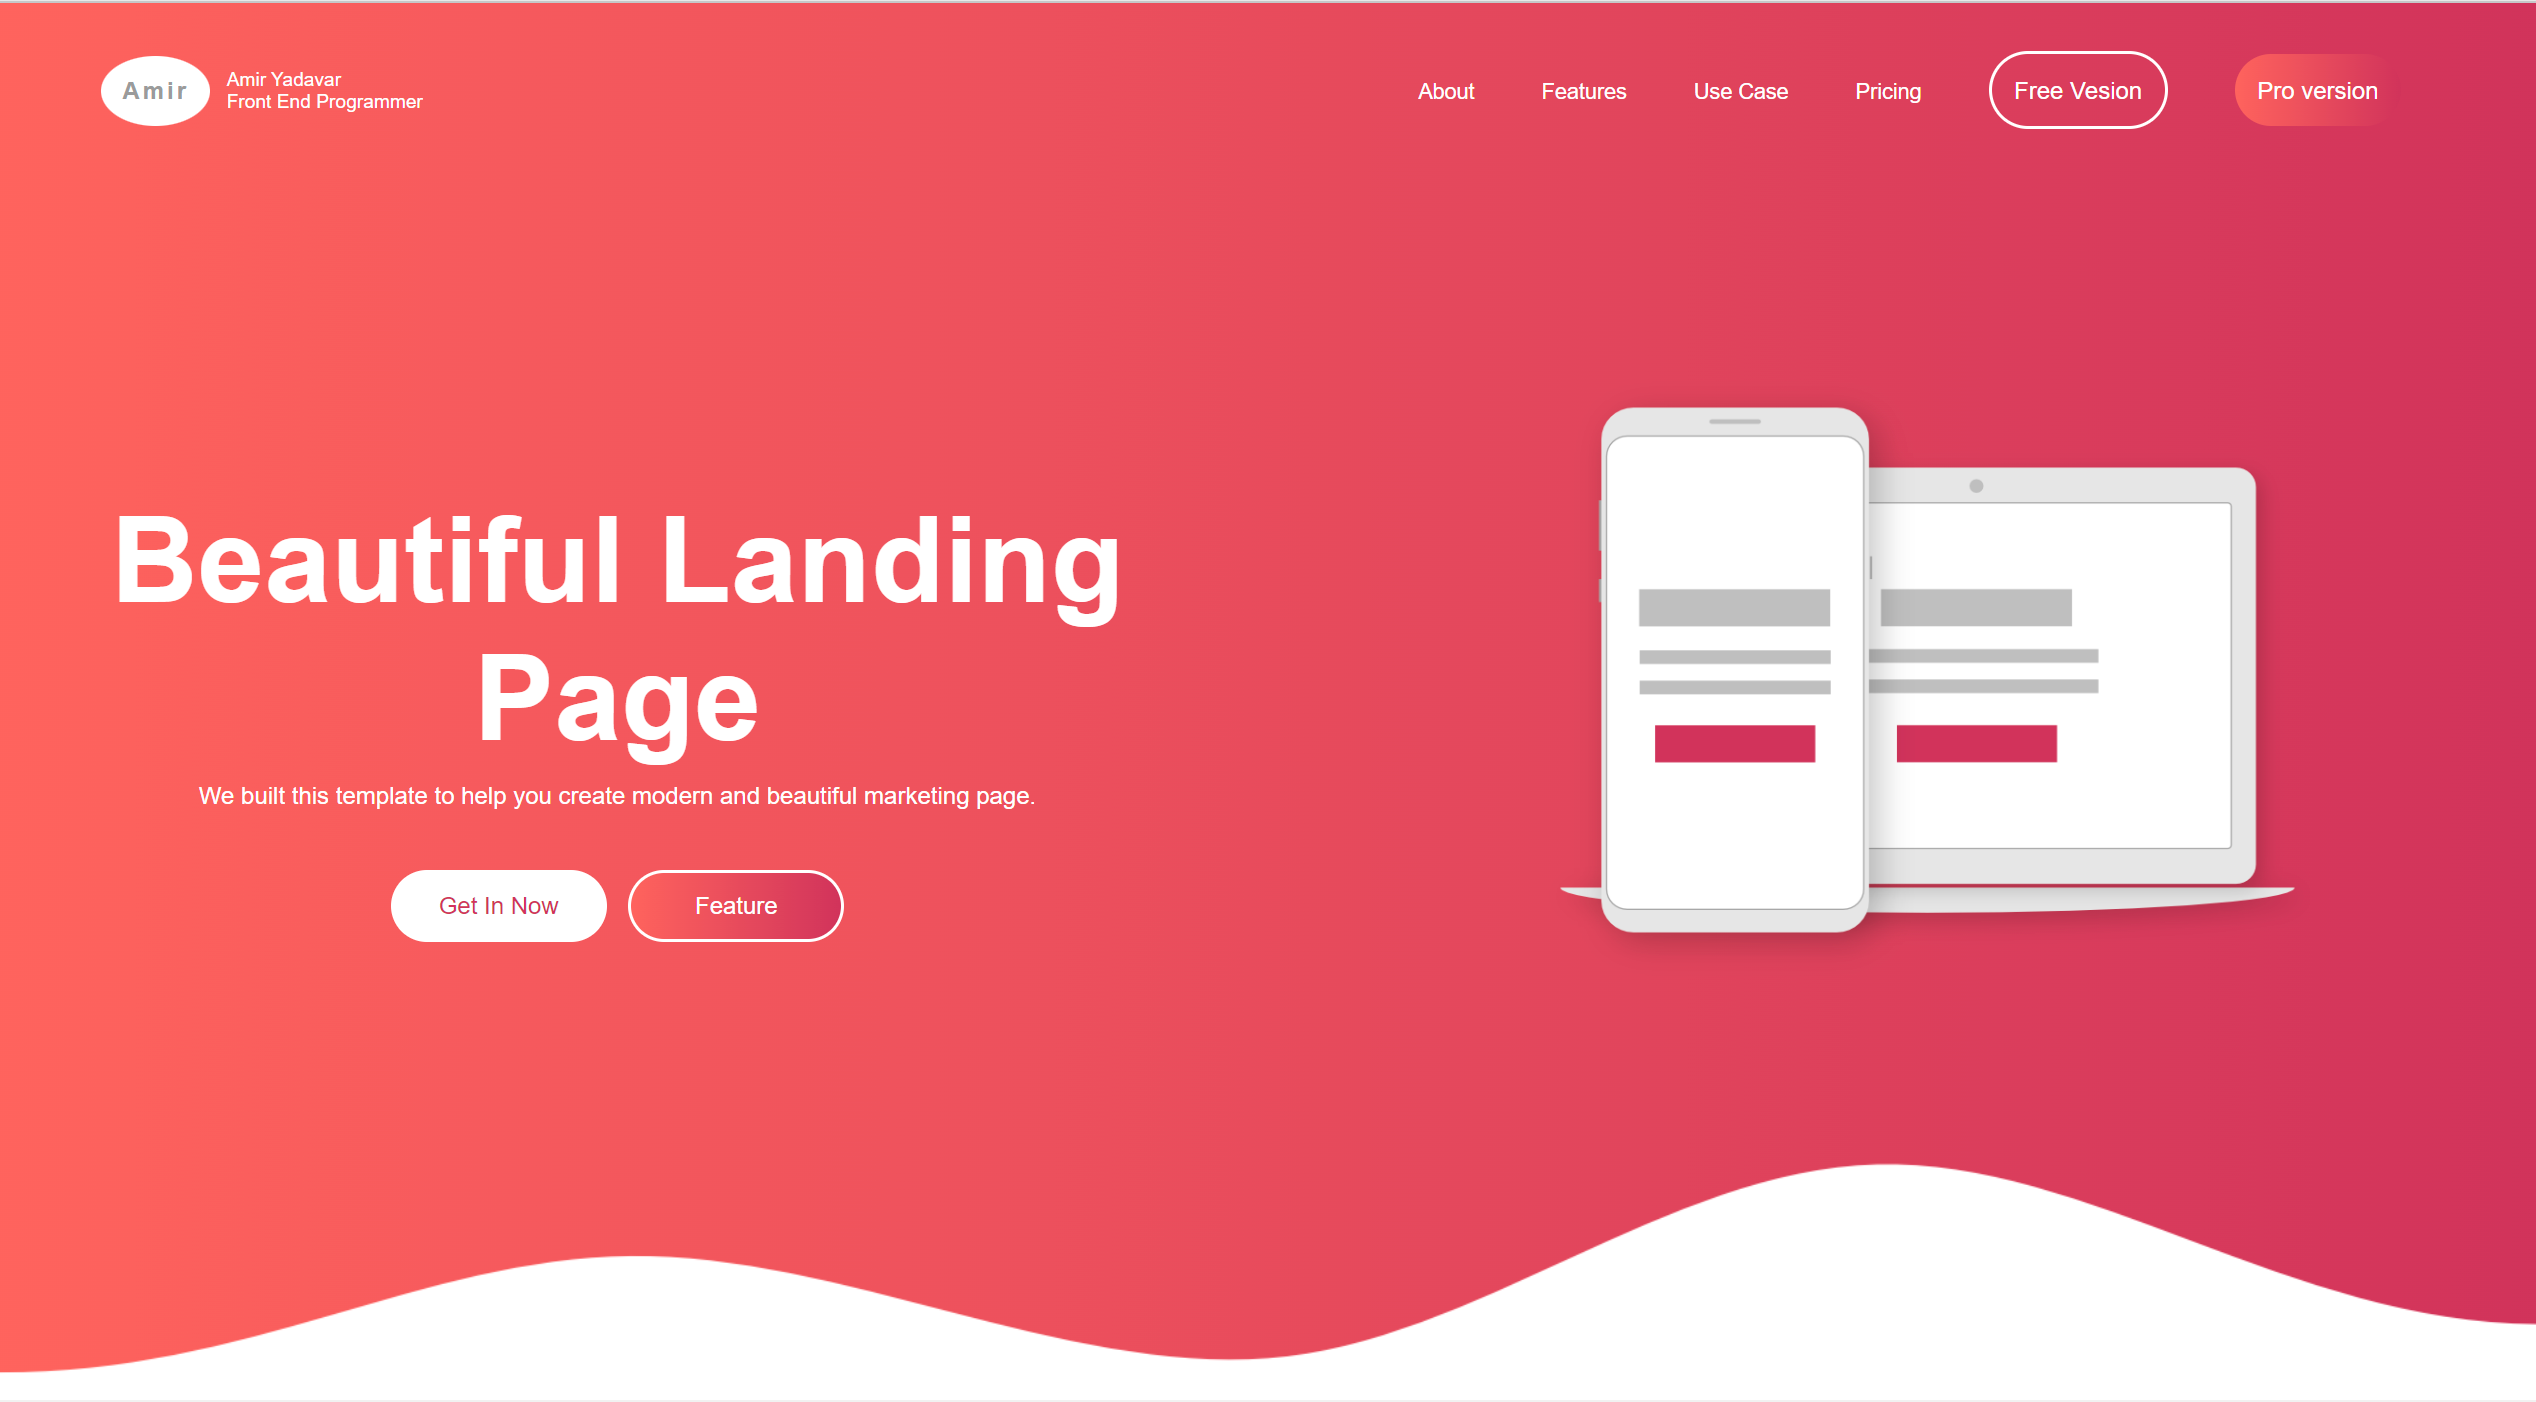 Amir
Amir Yadavar
Front End Programmer
About
Features
Use Case
Pricing
Free Vesion
Pro version
Beautiful Landing
Page
We built this template to help you create modern and beautiful marketing page.
Get In Now
Feature